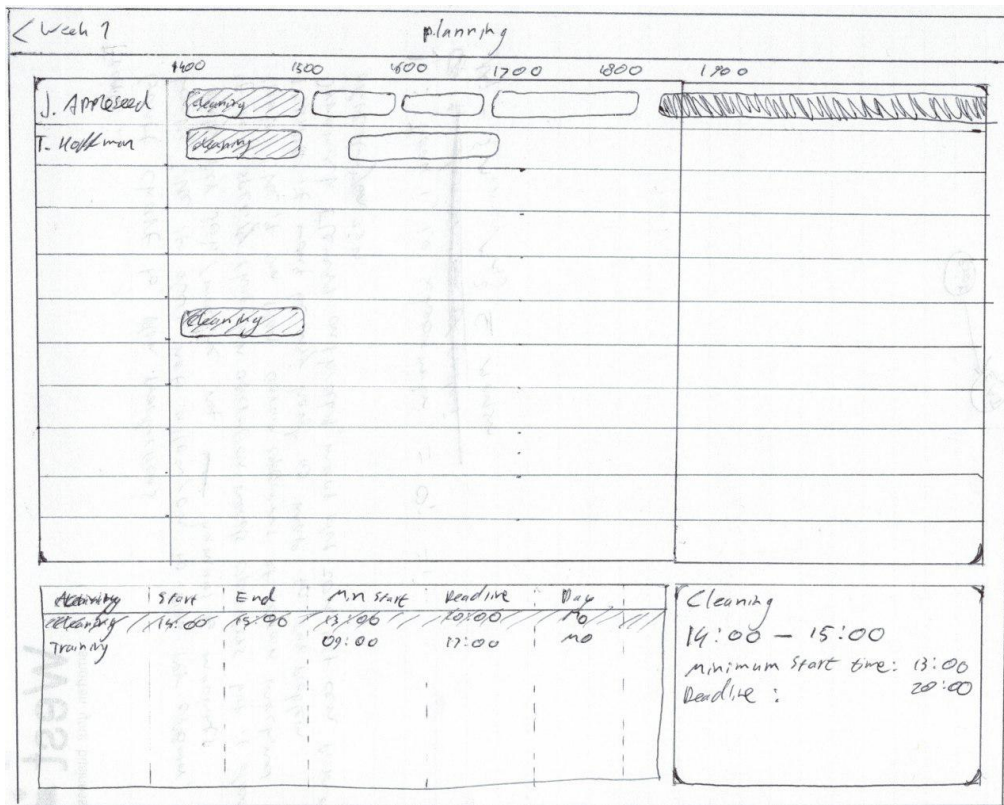 < Week 7 planning
1400 1500 1600 1700 1800 1900
J. Appleseed cleaning
T. Hoffman cleaning
cleaning
Activity Start End Min Start Deadline Day
cleaning 14:00 15:00 13:00 20:00 Mo
Training 09:00 17:00 Mo
Cleaning
14:00 – 15:00
Minimum Start time: 13:00
Deadline: 20:00